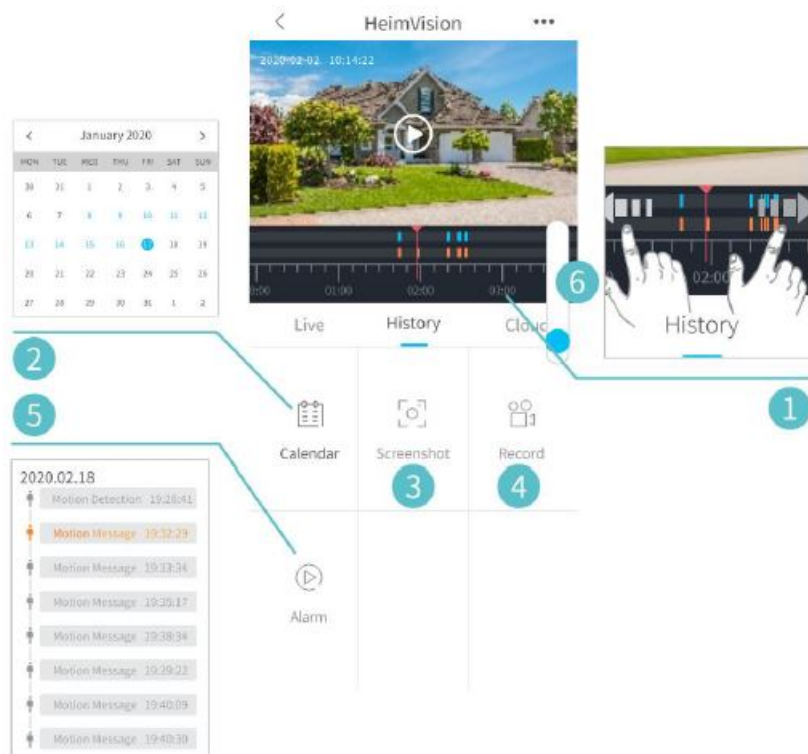 HeimVision
2020-02-02 10:14:22
January 2020
MON TUE WED THU FRI SAT SUN
30 31 1 2 3 4 5
6 7 8 9 10 11 12
13 14 15 16 17 18 19
20 21 22 23 24 25 26
27 28 29 30 31 1 2
01:00 02:00 03:00
6
02:00
Live History Cloud
History
2
1
5
Calendar Screenshot Record
3 4
Alarm
2020.02.18
Motion Detection 19:28:41
Motion Message 19:32:29
Motion Message 19:33:34
Motion Message 19:35:17
Motion Message 19:38:34
Motion Message 19:39:22
Motion Message 19:40:09
Motion Message 19:40:30